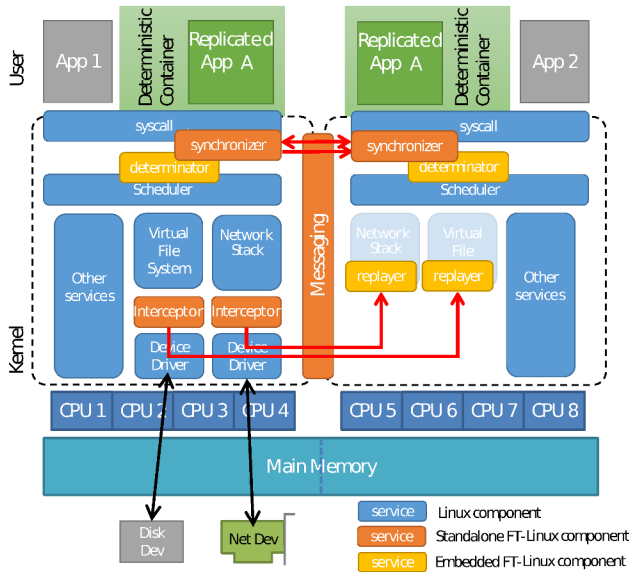 User
App 1
Deterministic
Container
Replicated
App A
Replicated
App A
Deterministic
Container
App 2
syscall
syscall
synchronizer
synchronizer
determinator
determinator
Scheduler
Scheduler
Messaging
Kernel
Other
services
Virtual
File
System
Network
Stack
Network
Stack
Virtual
File
replayer
replayer
Other
services
Interceptor
Interceptor
Device
Driver
Device
Driver
CPU 1
CPU 2
CPU 3
CPU 4
CPU 5
CPU 6
CPU 7
CPU 8
Main Memory
Disk
Dev
Net Dev
service
Linux component
service
Standalone FT-Linux component
service
Embedded FT-Linux component